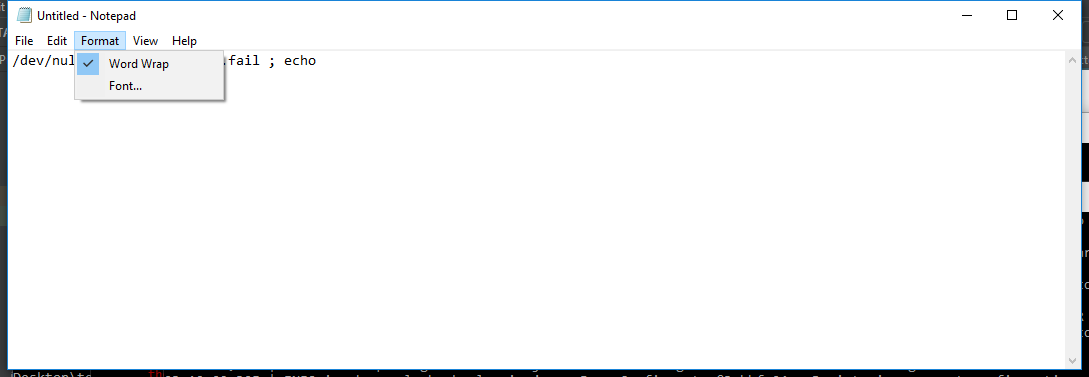 Untitled - Notepad
File Edit Format View Help
/dev/nul fail ; echo
Word Wrap
Font...